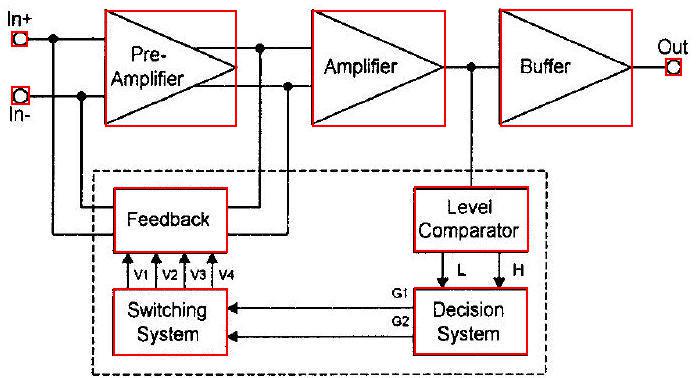 In+
In-
Pre-
Amplifier
Amplifier
Buffer
Out
Feedback
Level
Comparator
V1 V2 V3 V4
L H
Switching
System
G1
G2
Decision
System